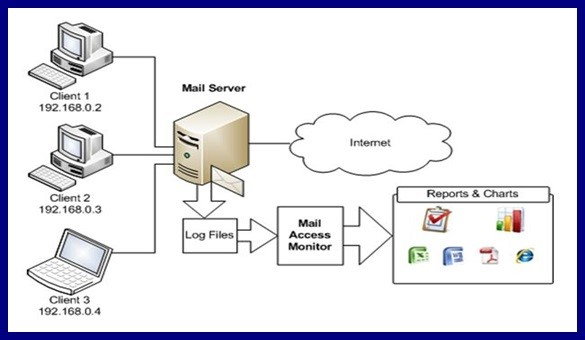 Client 1
192.168.0.2
Mail Server
Internet
Client 2
192.168.0.3
Reports & Charts
Log Files
Mail
Access
Monitor
Client 3
192.168.0.4